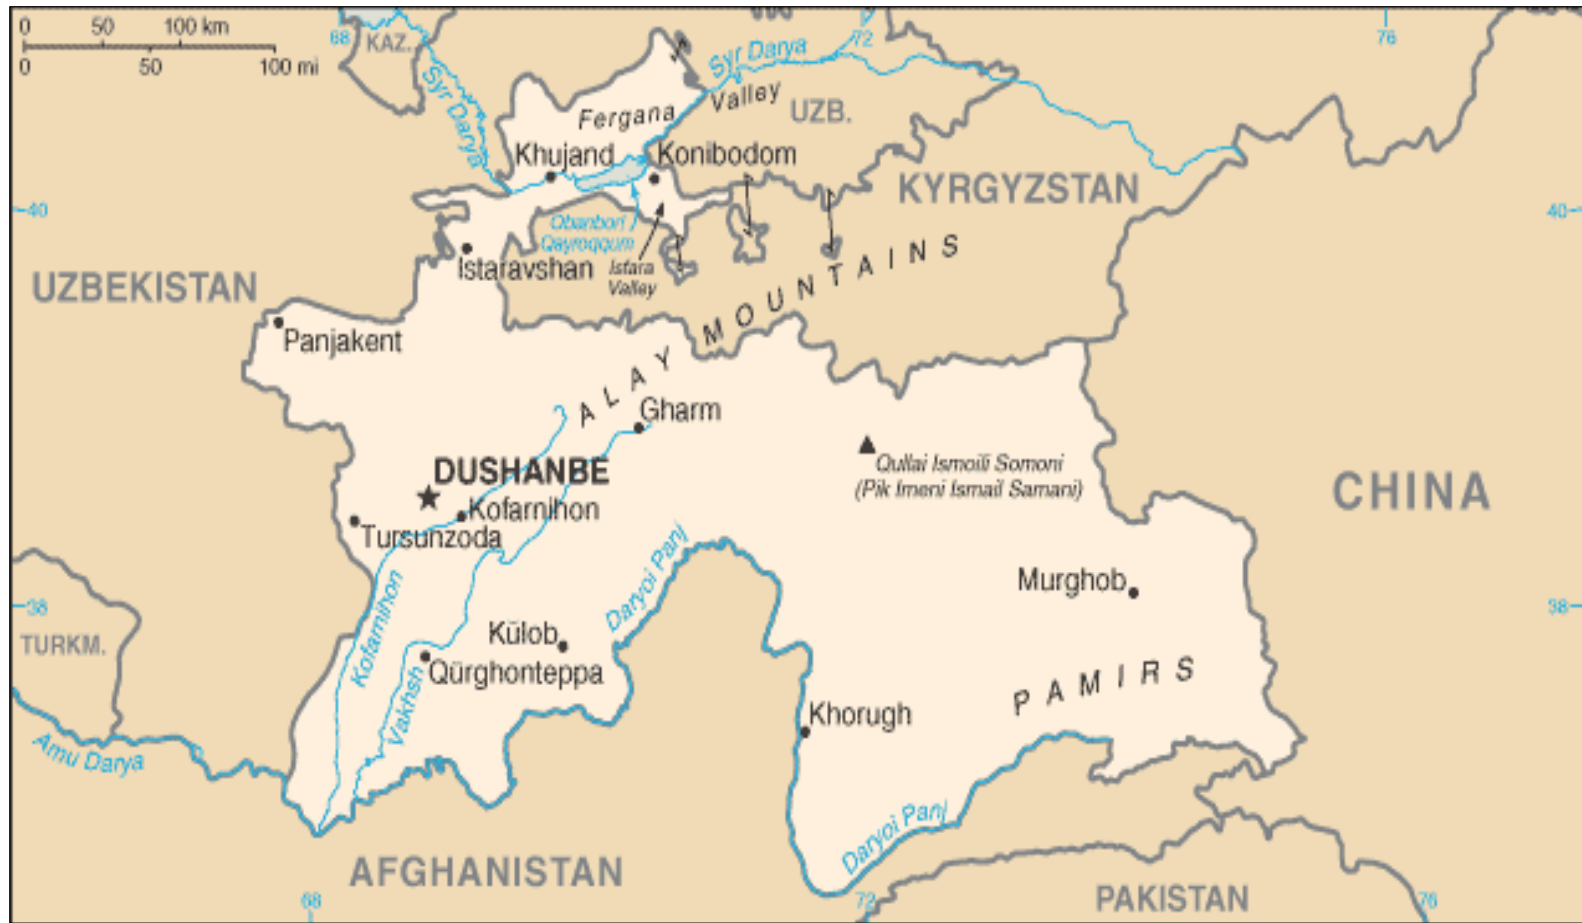 0 50 100 km
0 50 100 mi
68
KAZ.
72
76
Syr Darya
Syr Darya
Fergana
Valley
UZB.
Khujand
Konibodom
KYRGYZSTAN
40
40
Obanbori
Qayroqqum
Isfara
Valley
Istaravshan
UZBEKISTAN
ALAY MOUNTAINS
Panjakent
Gharm
DUSHANBE
Qullai Ismoili Somoni
(Pik Imeni Ismail Samani)
CHINA
Kofarnihon
Tursunzoda
Daryoi Panj
Murghob
38
38
Kofarnihon
TURKM.
Kŭlob
Qŭrghonteppa
PAMIRS
Vakhsh
Khorugh
Amu Darya
Daryoi Panj
AFGHANISTAN
PAKISTAN
68
72
76